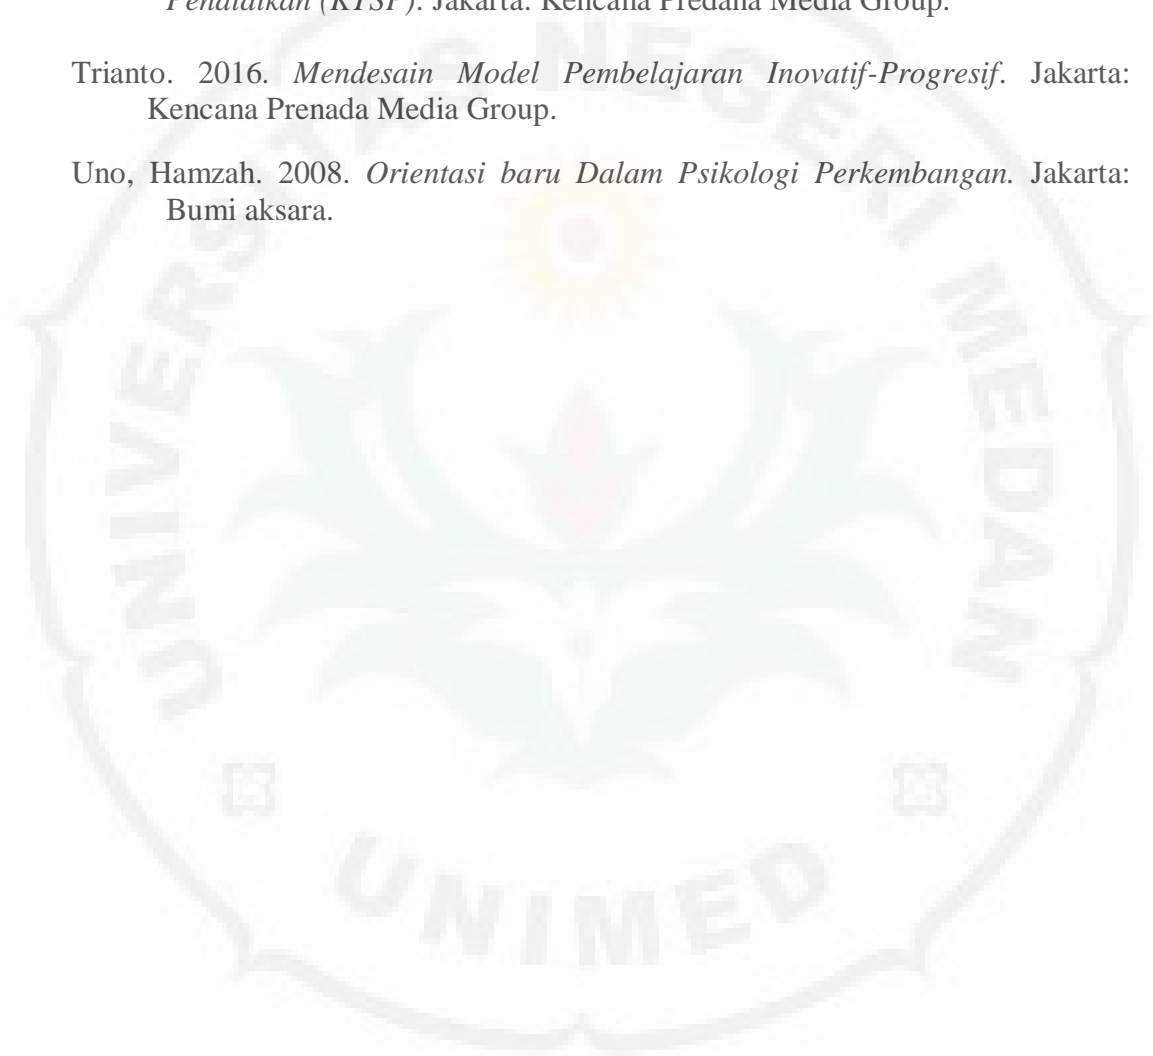 Pendidikan (KTSP). Jakarta: Kencana Predana Media Group.
Trianto. 2016. Mendesain Model Pembelajaran Inovatif-Progresif. Jakarta:
Kencana Prenada Media Group.
Uno, Hamzah. 2008. Orientasi baru Dalam Psikologi Perkembangan. Jakarta:
Bumi aksara.
UNIVERSITAS NEGERI MEDAN
UNIMED